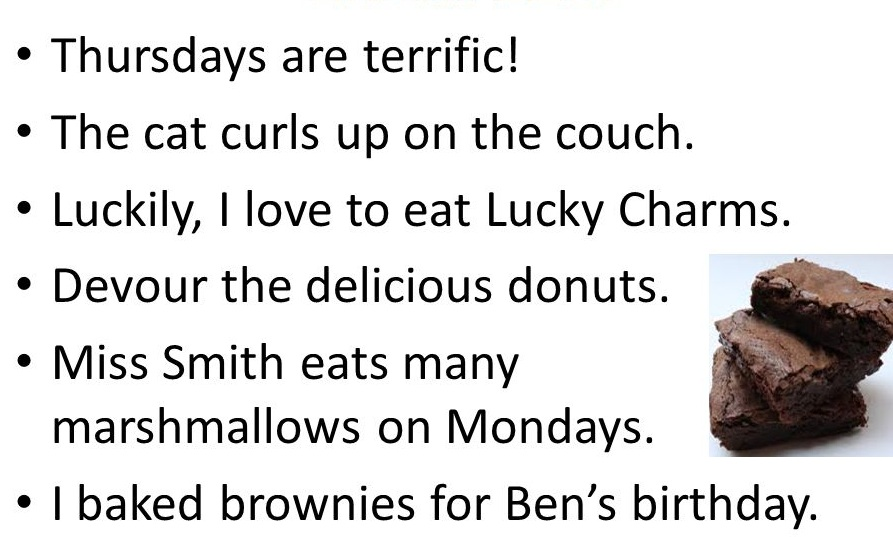 • Thursdays are terrific!
• The cat curls up on the couch.
• Luckily, I love to eat Lucky Charms.
• Devour the delicious donuts.
• Miss Smith eats many
marshmallows on Mondays.
• I baked brownies for Ben’s birthday.